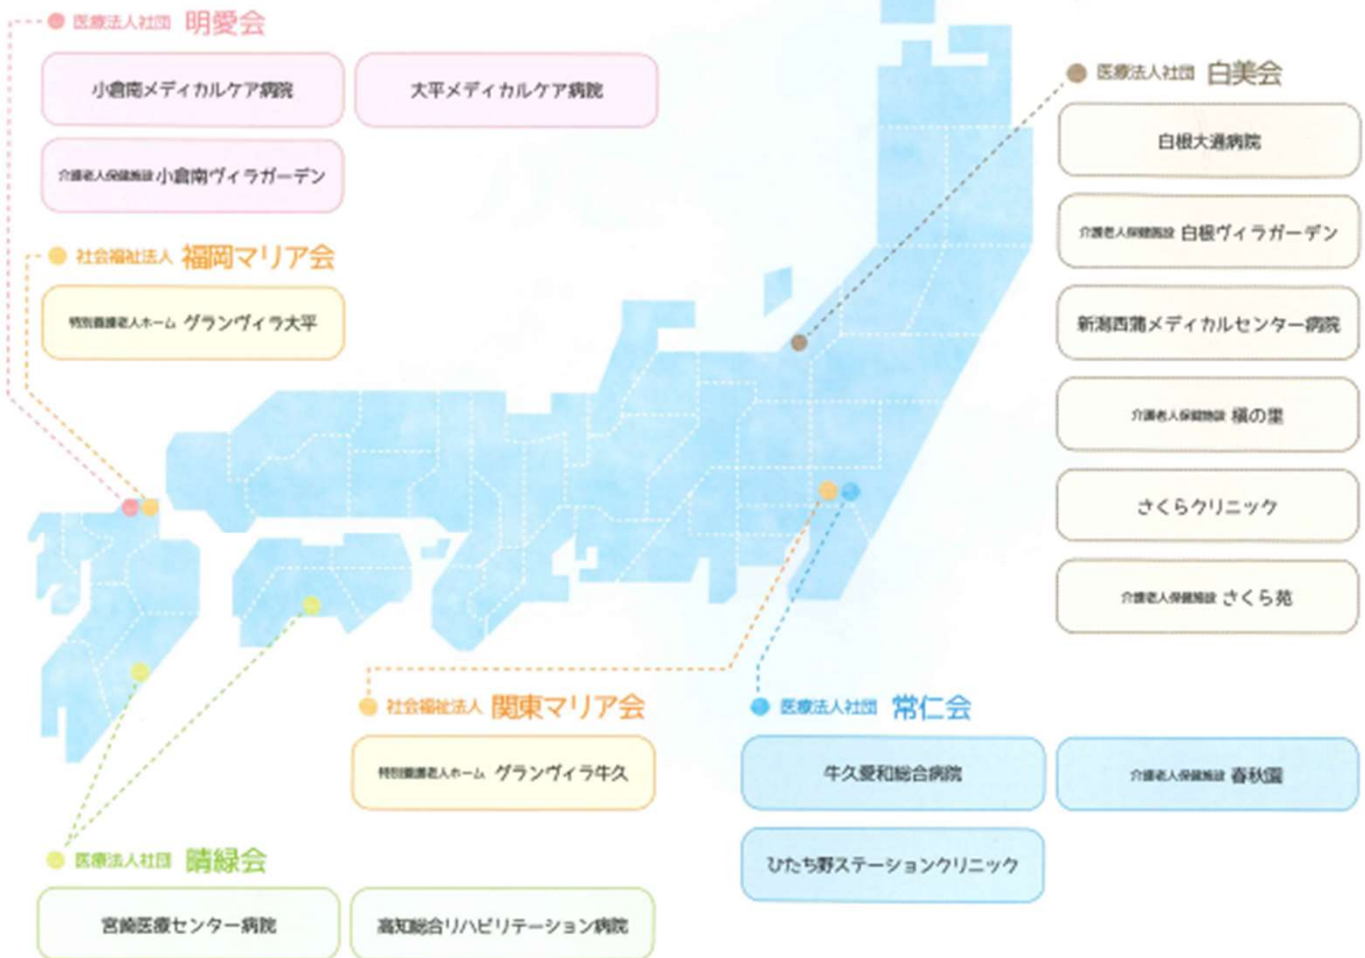 医療法人社団 明愛会
小倉南メディカルケア病院
大平メディカルケア病院
介護老人保健施設 小倉南ヴィラガーデン
社会福祉法人 福岡マリア会
特別養護老人ホーム グランヴィラ大平
医療法人社団 白美会
白根大通病院
介護老人保健施設 白根ヴィラガーデン
新潟西蒲メディカルセンター病院
介護老人保健施設 槇の里
さくらクリニック
介護老人保健施設 さくら苑
社会福祉法人 関東マリア会
特別養護老人ホーム グランヴィラ牛久
医療法人社団 常仁会
牛久愛和総合病院
介護老人保健施設 春秋園
ひたち野ステーションクリニック
医療法人社団 晴緑会
宮崎医療センター病院
高知総合リハビリテーション病院